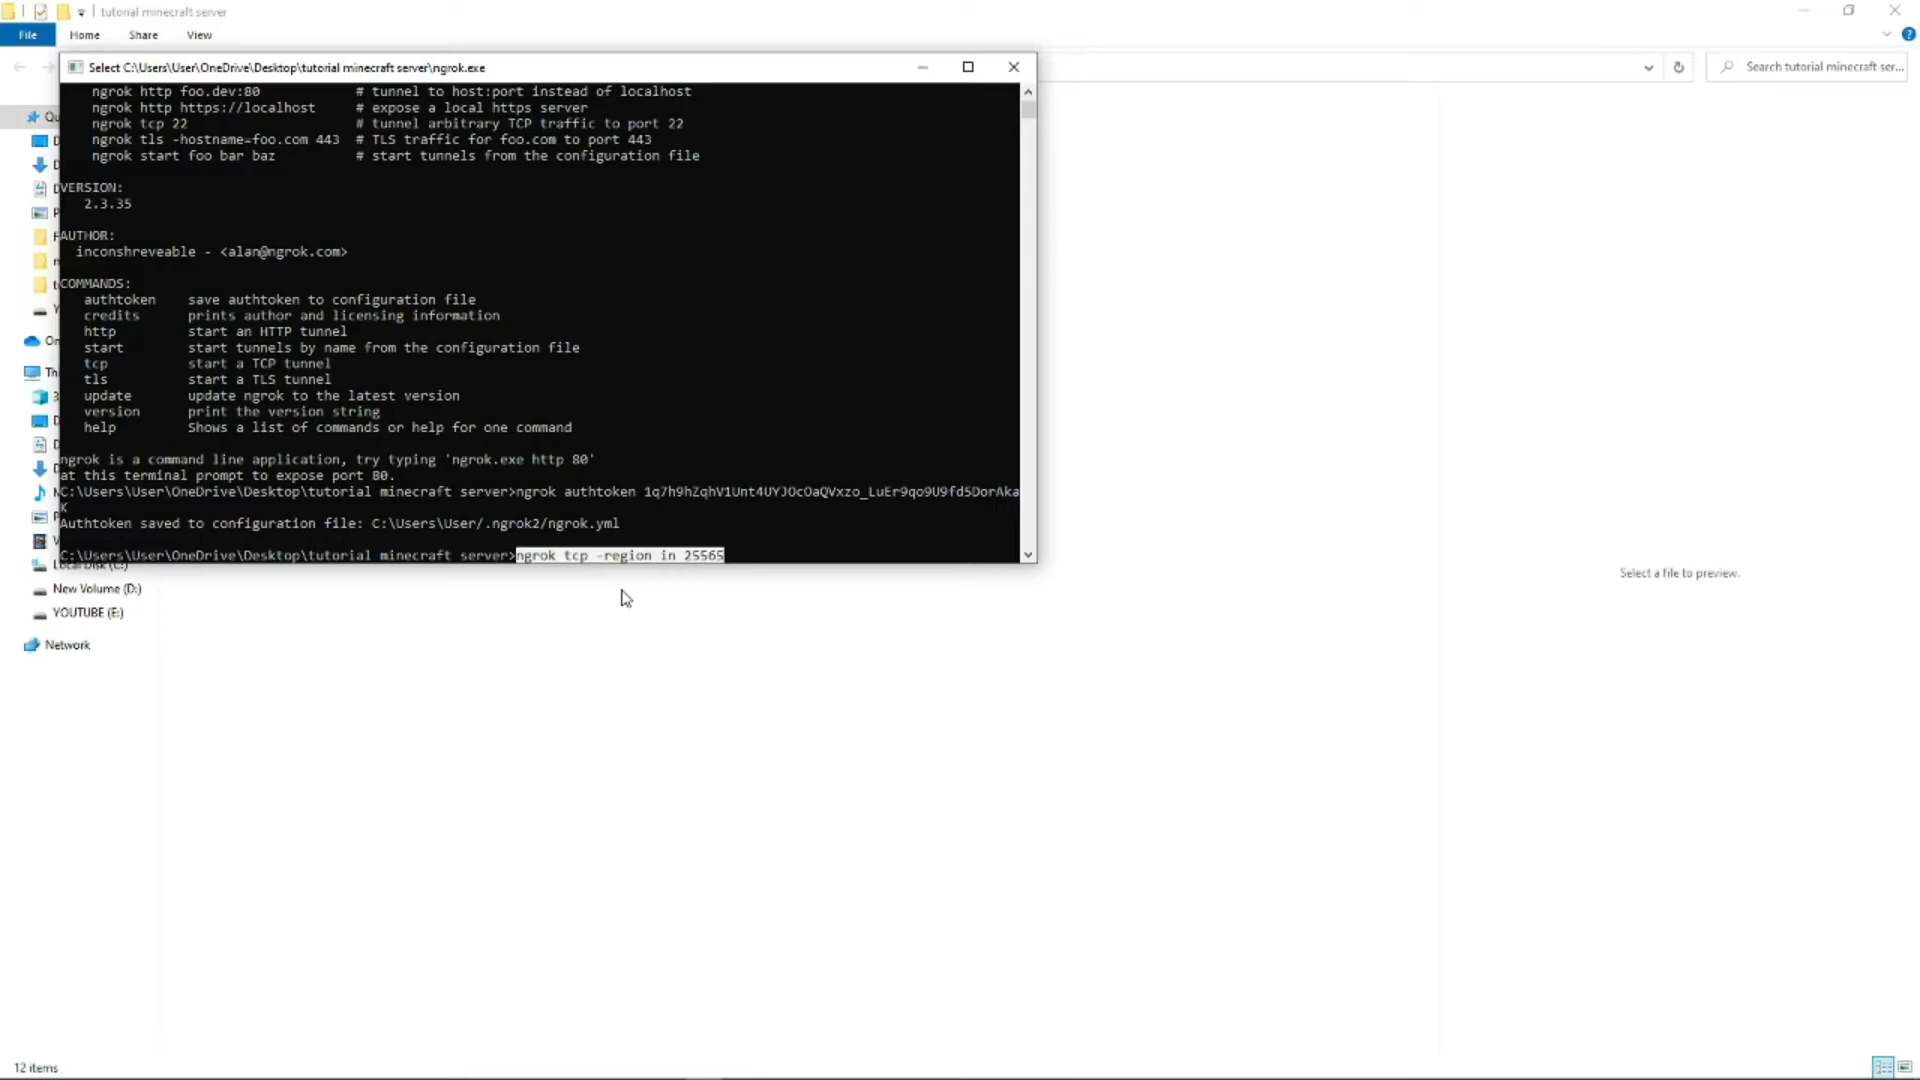 tutorial minecraft server
File Home Share View
Select C:\Users\User\OneDrive\Desktop\tutorial minecraft server\ngrok.exe
Search tutorial minecraft ser...
ngrok http foo.dev:80 # tunnel to host:port instead of localhost
ngrok http https://localhost # expose a local https server
ngrok tcp 22 # tunnel arbitrary TCP traffic to port 22
ngrok tls -hostname=foo.com 443 # TLS traffic for foo.com to port 443
ngrok start foo bar baz # start tunnels from the configuration file
VERSION:
2.3.35
AUTHOR:
inconshreveable - <alan@ngrok.com>
COMMANDS:
authtoken save authtoken to configuration file
credits prints author and licensing information
http start an HTTP tunnel
start start tunnels by name from the configuration file
tcp start a TCP tunnel
tls start a TLS tunnel
update update ngrok to the latest version
version print the version string
help Shows a list of commands or help for one command
ngrok is a command line application, try typing 'ngrok.exe http 80'
at this terminal prompt to expose port 80.
C:\Users\User\OneDrive\Desktop\tutorial minecraft server>ngrok authtoken 1q7h9hZqhV1Unt4UYJOcOaQVxzo_LuEr9qo9U9fd5DorAka
K
Authtoken saved to configuration file: C:\Users\User/.ngrok2/ngrok.yml
C:\Users\User\OneDrive\Desktop\tutorial minecraft server>ngrok tcp -region in 25565
Local Disk (C:)
New Volume (D:)
YOUTUBE (E:)
Network
Select a file to preview.
12 items